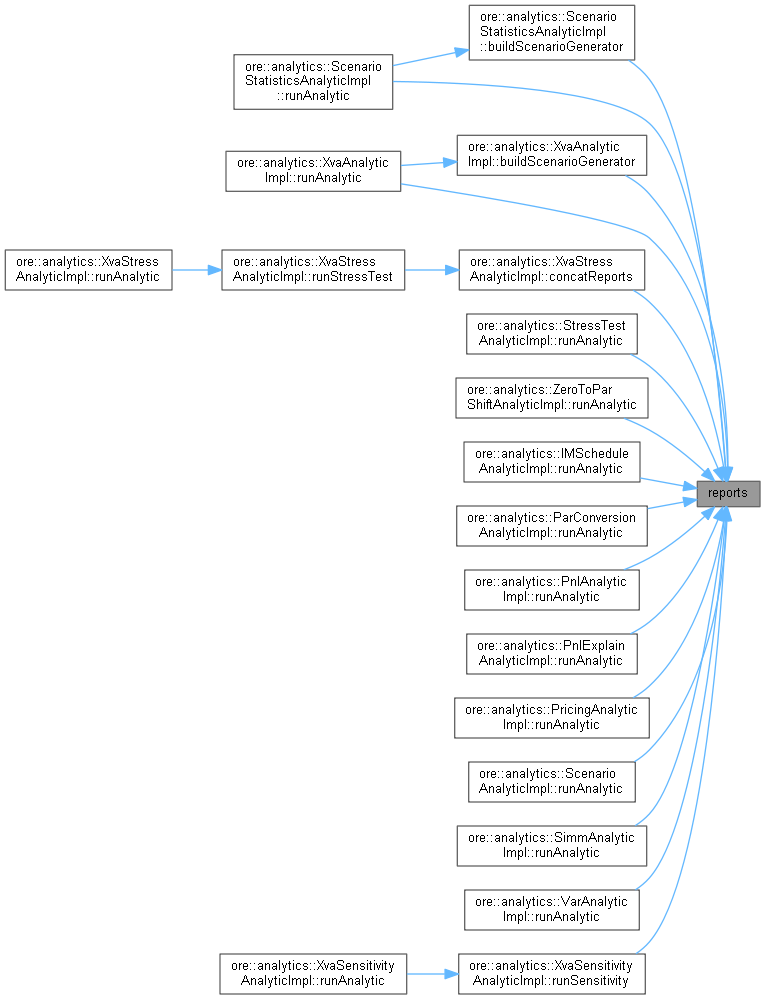 ore::analytics::Scenario
StatisticsAnalyticImpl
::buildScenarioGenerator
ore::analytics::Scenario
StatisticsAnalyticImpl
::runAnalytic
ore::analytics::XvaAnalytic
Impl::buildScenarioGenerator
ore::analytics::XvaAnalytic
Impl::runAnalytic
ore::analytics::XvaStress
AnalyticImpl::runAnalytic
ore::analytics::XvaStress
AnalyticImpl::runStressTest
ore::analytics::XvaStress
AnalyticImpl::concatReports
ore::analytics::StressTest
AnalyticImpl::runAnalytic
ore::analytics::ZeroToPar
ShiftAnalyticImpl::runAnalytic
ore::analytics::IMSchedule
AnalyticImpl::runAnalytic
reports
ore::analytics::ParConversion
AnalyticImpl::runAnalytic
ore::analytics::PnlAnalytic
Impl::runAnalytic
ore::analytics::PnlExplain
AnalyticImpl::runAnalytic
ore::analytics::PricingAnalytic
Impl::runAnalytic
ore::analytics::Scenario
AnalyticImpl::runAnalytic
ore::analytics::SimmAnalytic
Impl::runAnalytic
ore::analytics::VarAnalytic
Impl::runAnalytic
ore::analytics::XvaSensitivity
AnalyticImpl::runAnalytic
ore::analytics::XvaSensitivity
AnalyticImpl::runSensitivity